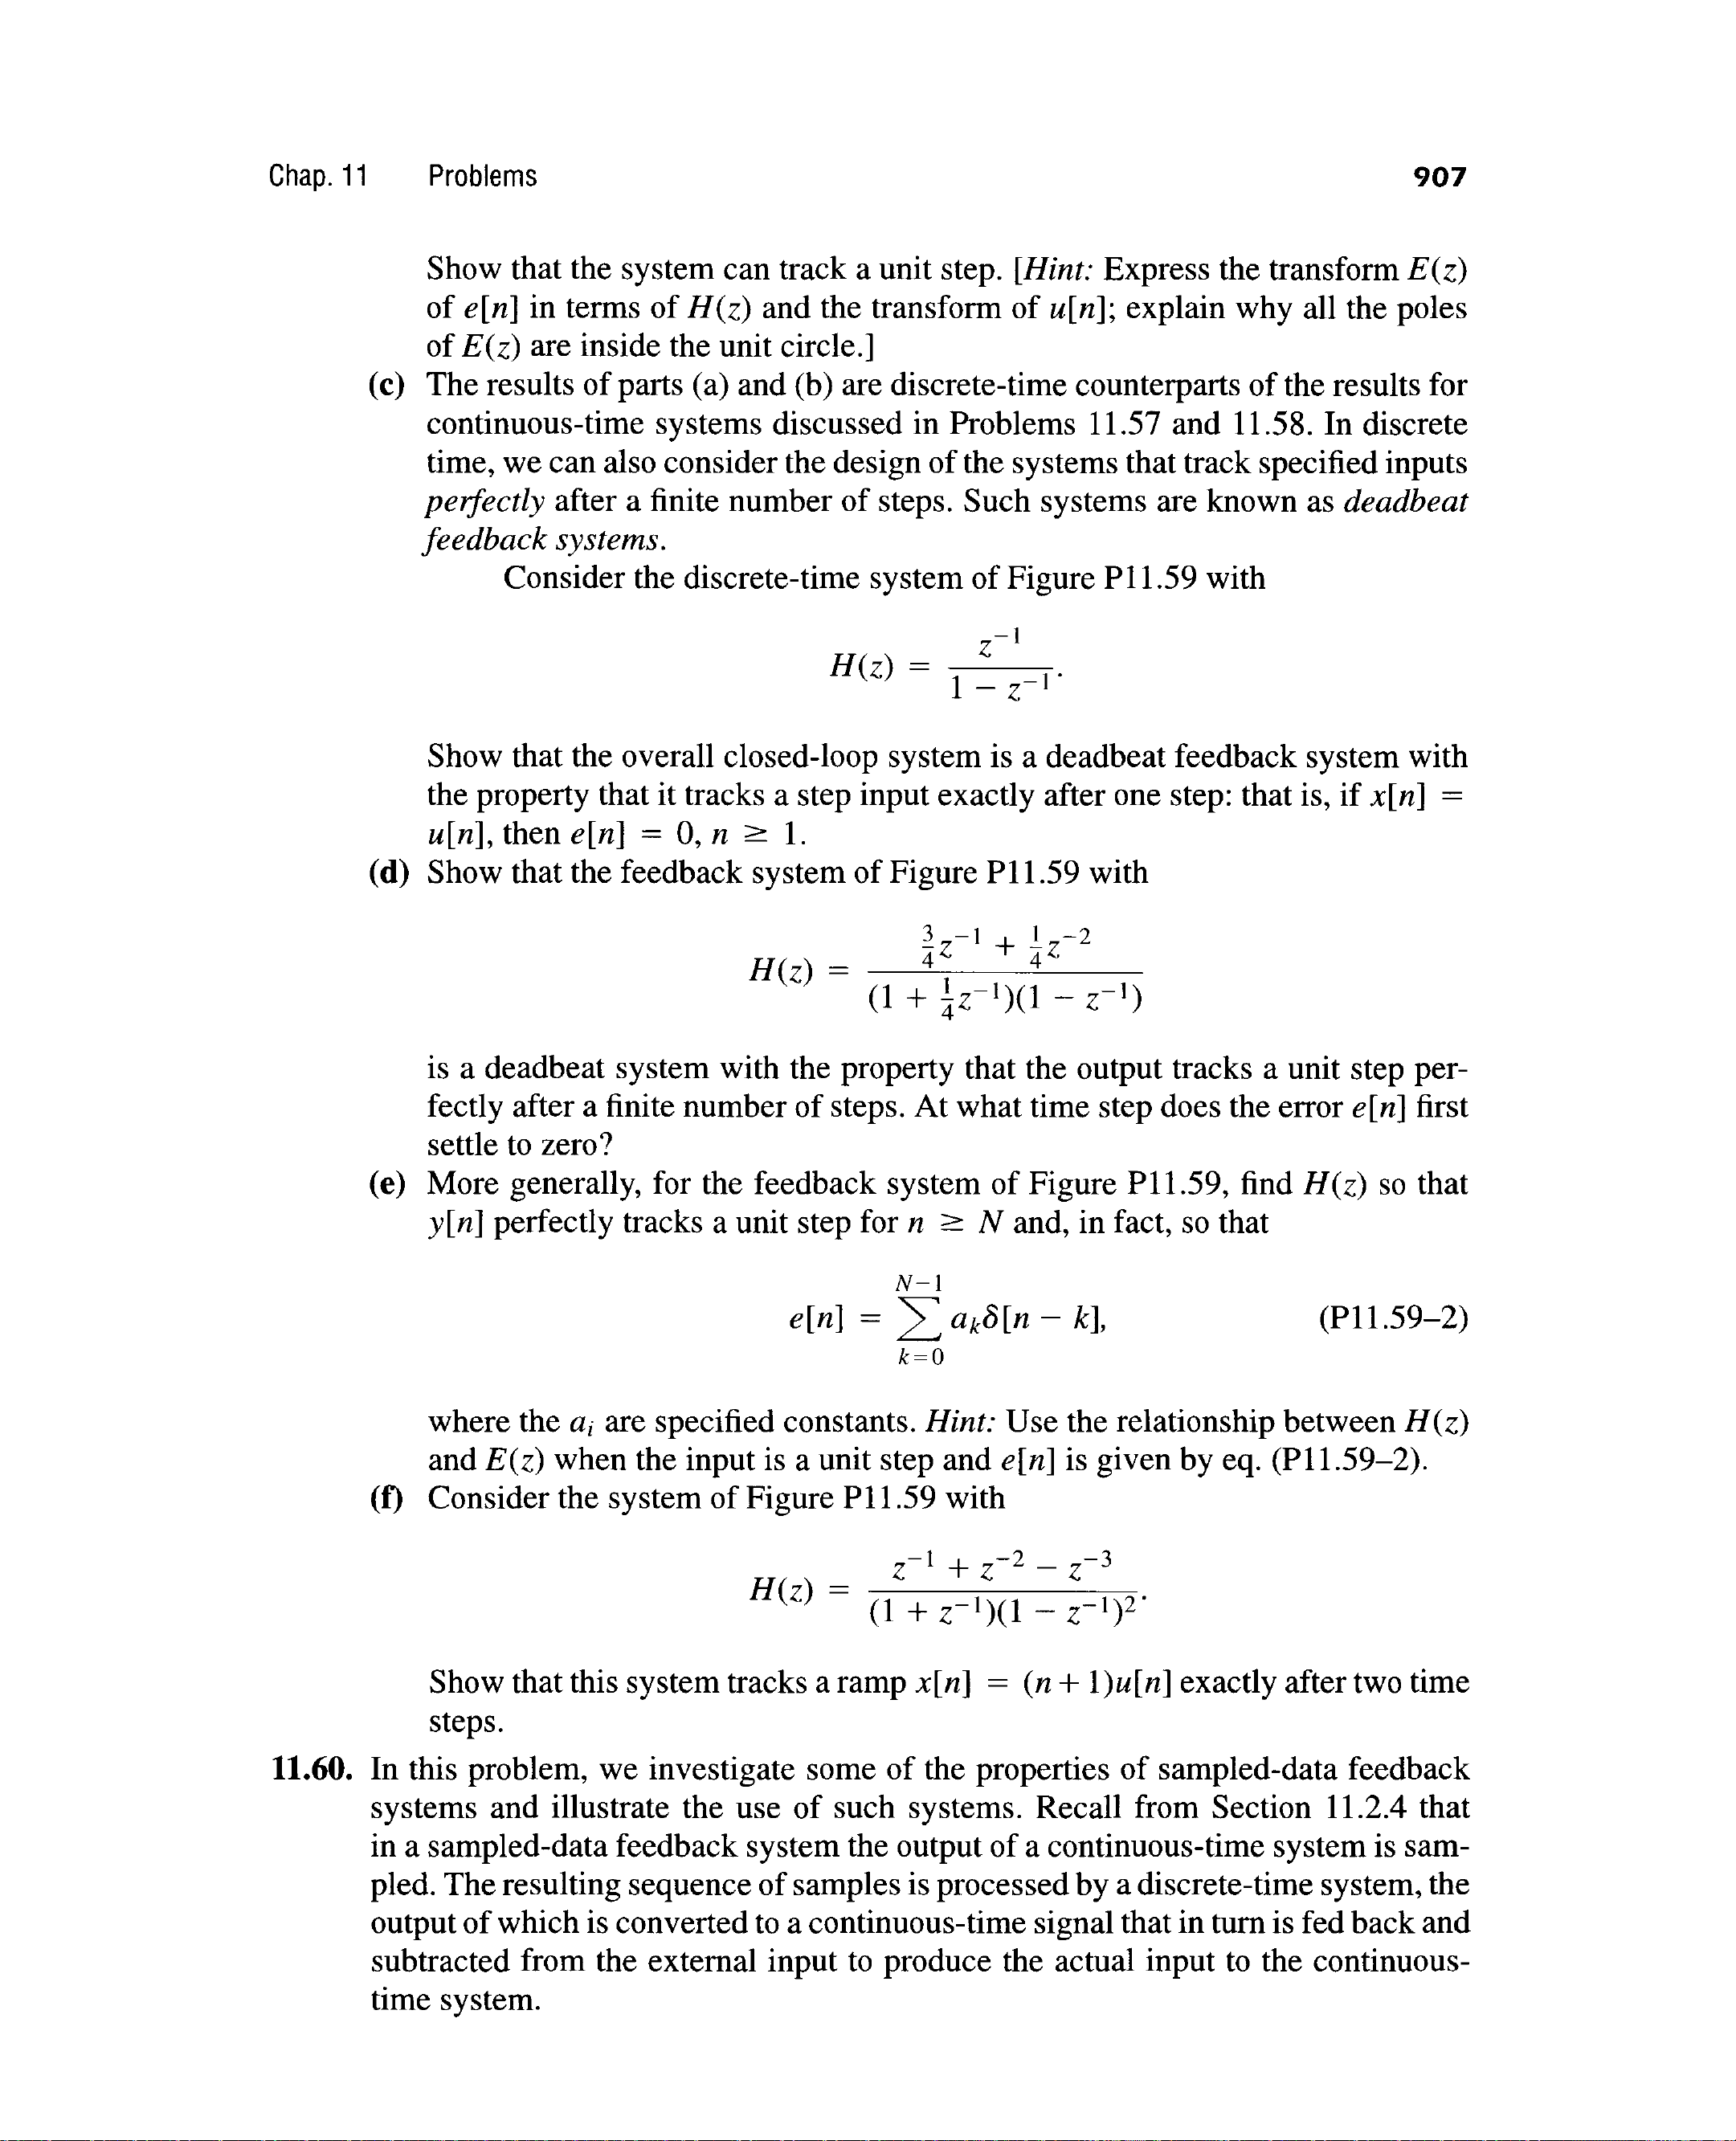 Chap. 11 Problems 907
Show that the system can track a unit step. [Hint: Express the transform E(z)
of e[n] in terms of H(z) and the transform of u[n]; explain why all the poles
of E(z) are inside the unit circle.]
(c) The results of parts (a) and (b) are discrete-time counterparts of the results for
continuous-time systems discussed in Problems 11.57 and 11.58. In discrete
time, we can also consider the design of the systems that track specified inputs
perfectly after a finite number of steps. Such systems are known as deadbeat
feedback systems.
Consider the discrete-time system of Figure P11.59 with
H(z) = z⁻¹ / (1 − z⁻¹).
Show that the overall closed-loop system is a deadbeat feedback system with
the property that it tracks a step input exactly after one step: that is, if x[n] =
u[n], then e[n] = 0, n ≥ 1.
(d) Show that the feedback system of Figure P11.59 with
H(z) = (3/4 z⁻¹ + 1/4 z⁻²) / ((1 + 1/4 z⁻¹)(1 − z⁻¹))
is a deadbeat system with the property that the output tracks a unit step per-
fectly after a finite number of steps. At what time step does the error e[n] first
settle to zero?
(e) More generally, for the feedback system of Figure P11.59, find H(z) so that
y[n] perfectly tracks a unit step for n ≥ N and, in fact, so that
e[n] = ∑_{k=0}^{N−1} aₖδ[n − k], (P11.59–2)
where the aᵢ are specified constants. Hint: Use the relationship between H(z)
and E(z) when the input is a unit step and e[n] is given by eq. (P11.59–2).
(f) Consider the system of Figure P11.59 with
H(z) = (z⁻¹ + z⁻² − z⁻³) / ((1 + z⁻¹)(1 − z⁻¹)²).
Show that this system tracks a ramp x[n] = (n + 1)u[n] exactly after two time
steps.
11.60. In this problem, we investigate some of the properties of sampled-data feedback
systems and illustrate the use of such systems. Recall from Section 11.2.4 that
in a sampled-data feedback system the output of a continuous-time system is sam-
pled. The resulting sequence of samples is processed by a discrete-time system, the
output of which is converted to a continuous-time signal that in turn is fed back and
subtracted from the external input to produce the actual input to the continuous-
time system.